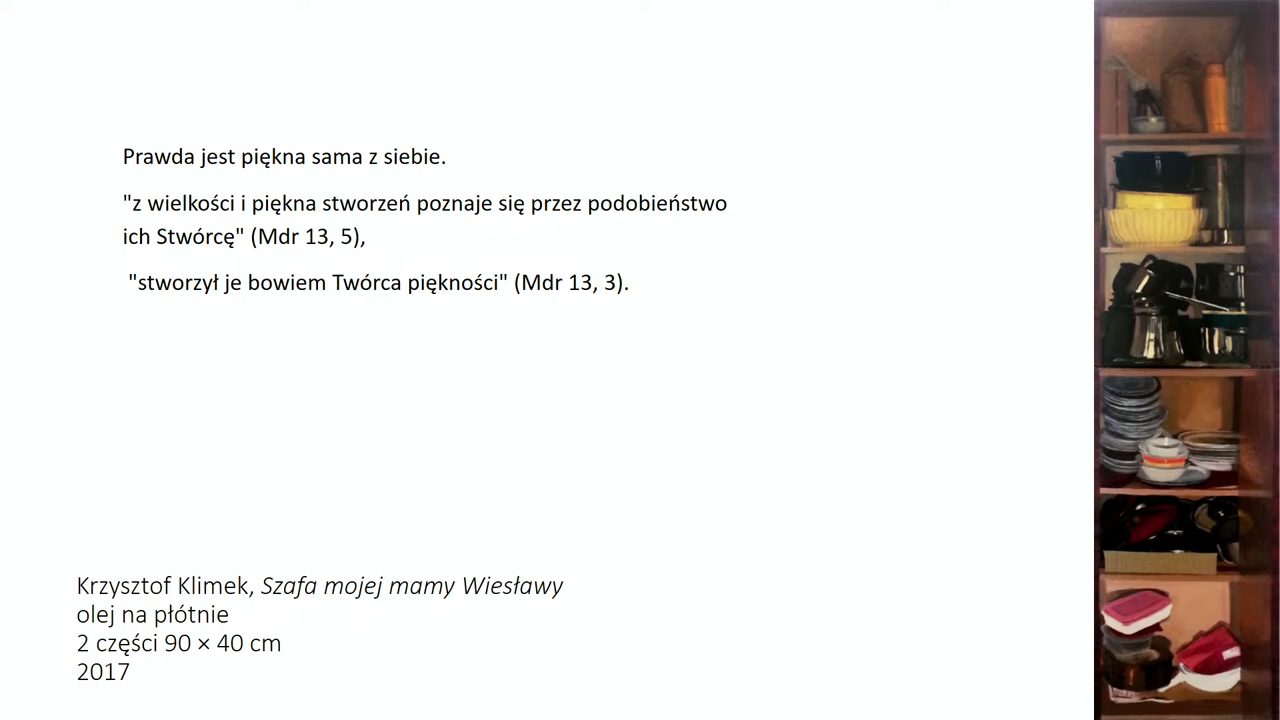 Prawda jest piękna sama z siebie.
"z wielkości i piękna stworzeń poznaje się przez podobieństwo
ich Stwórcę" (Mdr 13, 5),
"stworzył je bowiem Twórca piękności" (Mdr 13, 3).
Krzysztof Klimek, Szafa mojej mamy Wiesławy
olej na płótnie
2 części 90 × 40 cm
2017